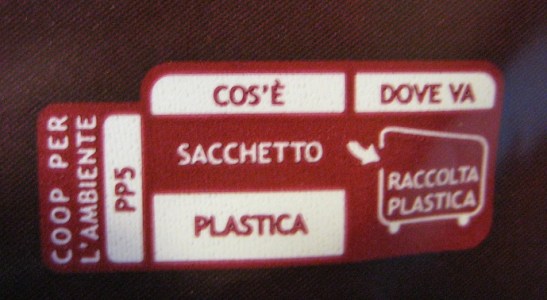 COOP PER
L'AMBIENTE
PP5
COS'È
DOVE VA
SACCHETTO
PLASTICA
RACCOLTA
PLASTICA